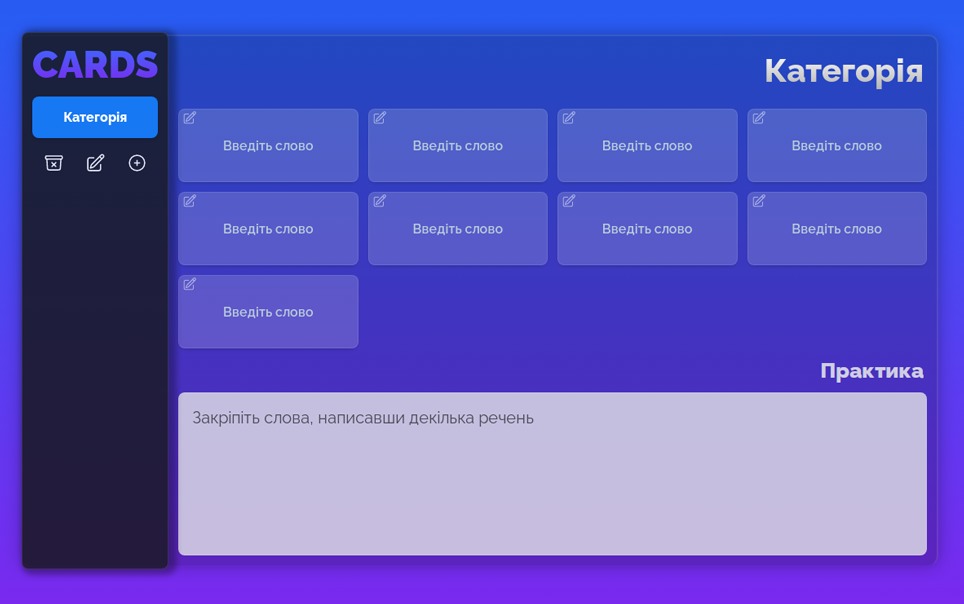 CARDS
Категорія
Категорія
Введіть слово
Введіть слово
Введіть слово
Введіть слово
Введіть слово
Введіть слово
Введіть слово
Введіть слово
Введіть слово
Практика
Закріпіть слова, написавши декілька речень